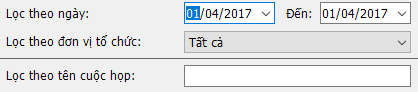 Lọc theo ngày: 01/04/2017 Đến: 01/04/2017
Lọc theo đơn vị tổ chức: Tất cả
Lọc theo tên cuộc họp: